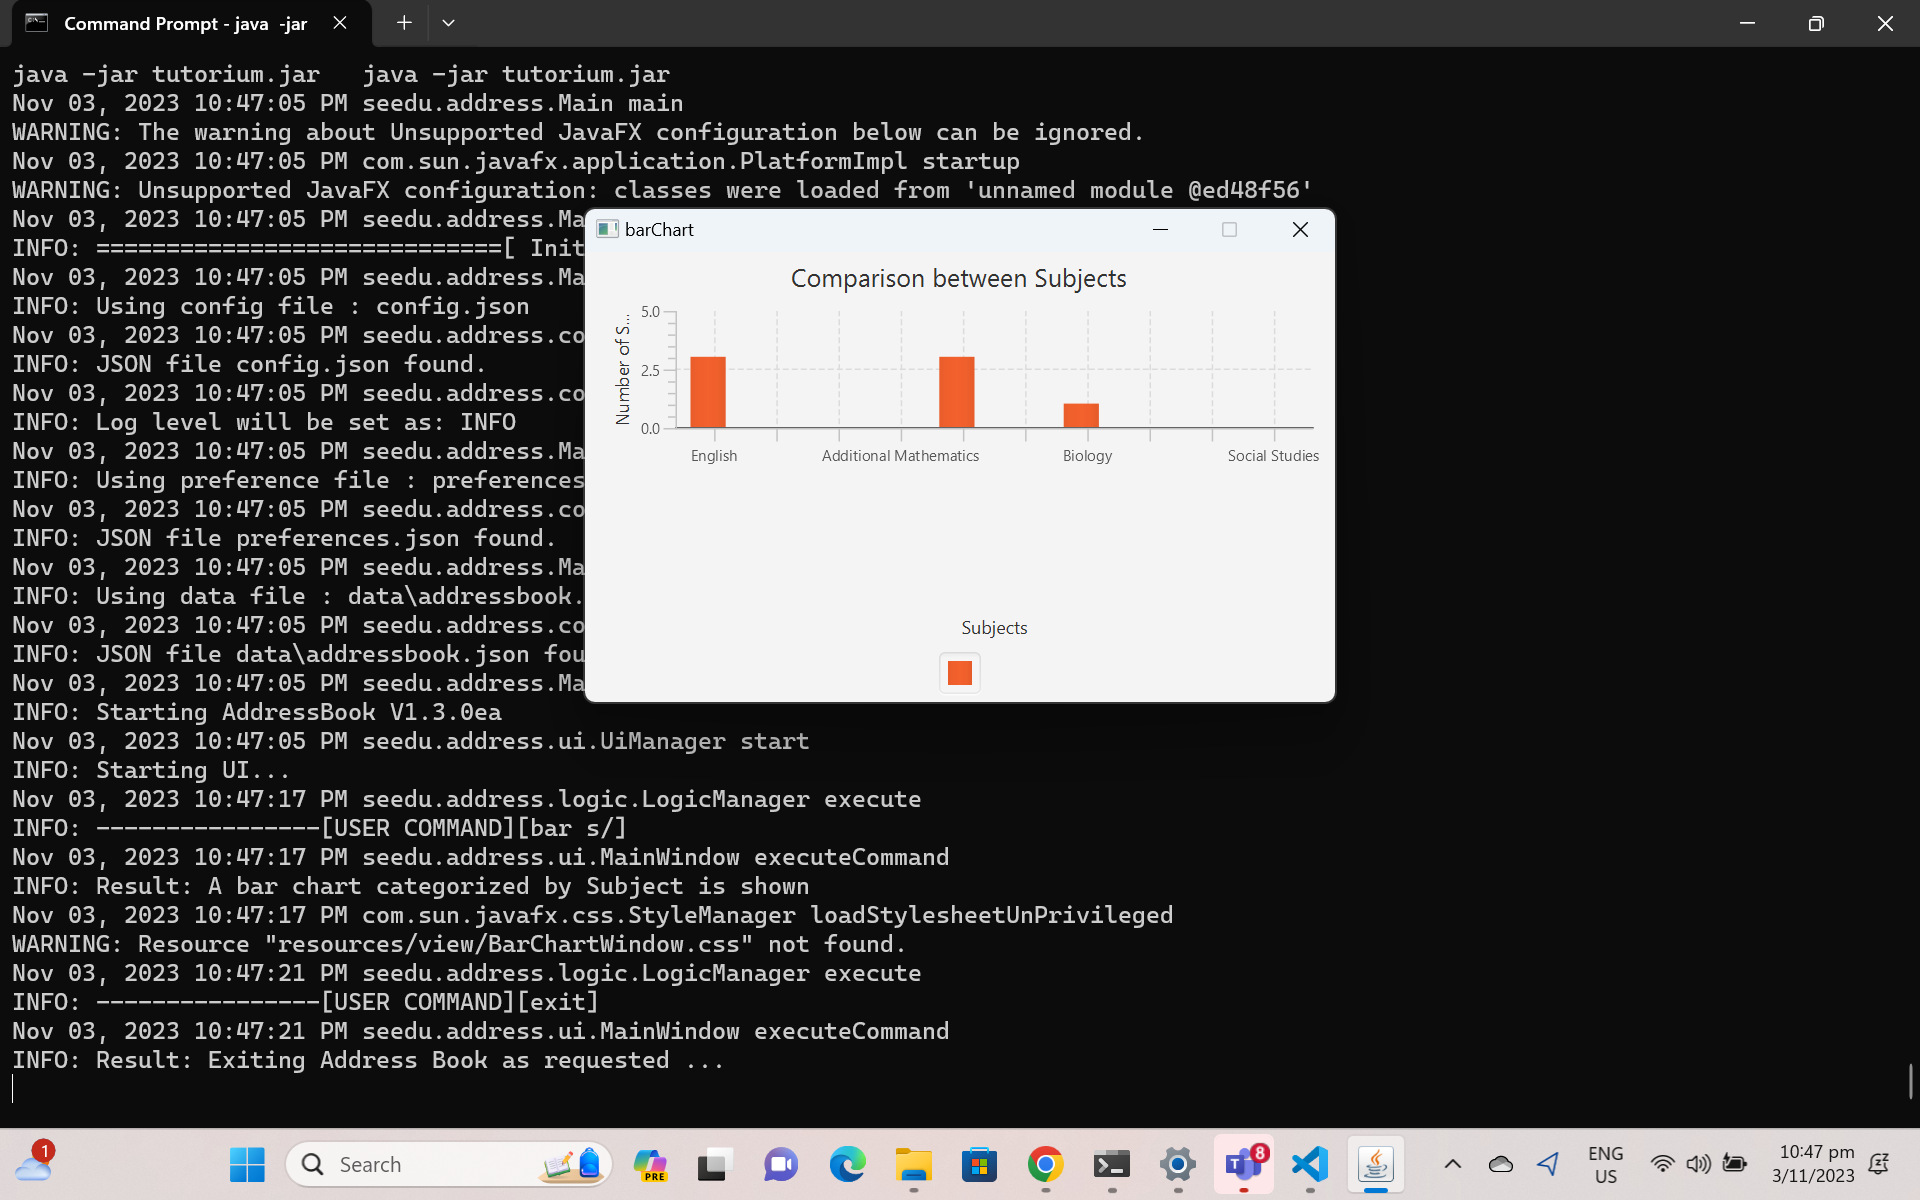 Command Prompt - java  -jar
java -jar tutorium.jar   java -jar tutorium.jar
Nov 03, 2023 10:47:05 PM seedu.address.Main main
WARNING: The warning about Unsupported JavaFX configuration below can be ignored.
Nov 03, 2023 10:47:05 PM com.sun.javafx.application.PlatformImpl startup
WARNING: Unsupported JavaFX configuration: classes were loaded from 'unnamed module @ed48f56'
Nov 03, 2023 10:47:05 PM seedu.address.Ma
INFO: =============================[ Init
Nov 03, 2023 10:47:05 PM seedu.address.Ma
INFO: Using config file : config.json
Nov 03, 2023 10:47:05 PM seedu.address.co
INFO: JSON file config.json found.
Nov 03, 2023 10:47:05 PM seedu.address.co
INFO: Log level will be set as: INFO
Nov 03, 2023 10:47:05 PM seedu.address.Ma
INFO: Using preference file : preferences
Nov 03, 2023 10:47:05 PM seedu.address.co
INFO: JSON file preferences.json found.
Nov 03, 2023 10:47:05 PM seedu.address.Ma
INFO: Using data file : data\addressbook.
Nov 03, 2023 10:47:05 PM seedu.address.co
INFO: JSON file data\addressbook.json fou
Nov 03, 2023 10:47:05 PM seedu.address.Ma
INFO: Starting AddressBook V1.3.0ea
Nov 03, 2023 10:47:05 PM seedu.address.ui.UiManager start
INFO: Starting UI...
Nov 03, 2023 10:47:17 PM seedu.address.logic.LogicManager execute
INFO: ----------------[USER COMMAND][bar s/]
Nov 03, 2023 10:47:17 PM seedu.address.ui.MainWindow executeCommand
INFO: Result: A bar chart categorized by Subject is shown
Nov 03, 2023 10:47:17 PM com.sun.javafx.css.StyleManager loadStylesheetUnPrivileged
WARNING: Resource "resources/view/BarChartWindow.css" not found.
Nov 03, 2023 10:47:21 PM seedu.address.logic.LogicManager execute
INFO: ----------------[USER COMMAND][exit]
Nov 03, 2023 10:47:21 PM seedu.address.ui.MainWindow executeCommand
INFO: Result: Exiting Address Book as requested ...
barChart
Comparison between Subjects
Number of S...
5.0
2.5
0.0
English
Additional Mathematics
Biology
Social Studies
Subjects
1
Search
PRE
8
ENG
US
10:47 pm
3/11/2023